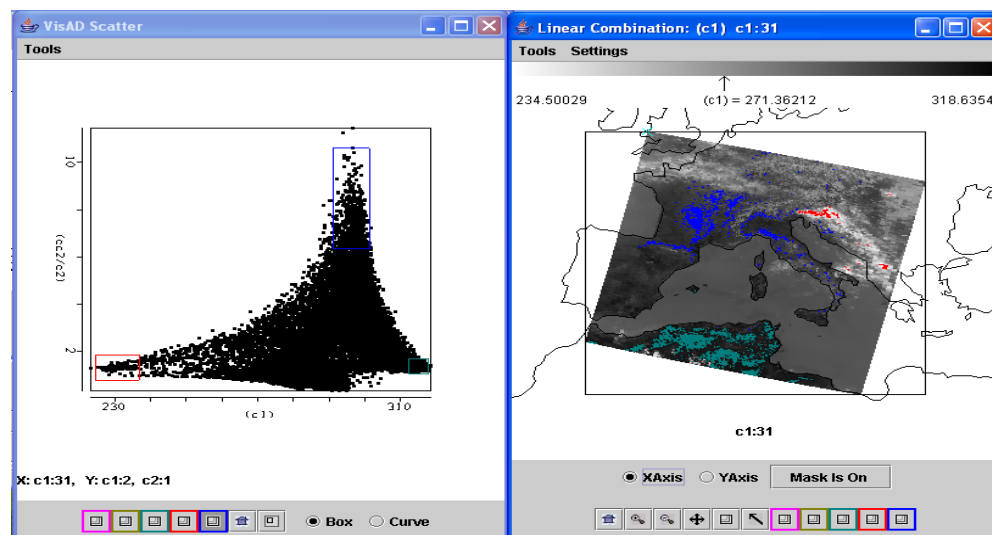 VisAD Scatter
Tools
10
(cc2/c2)
2
230
310
(c1)
X: c1:31, Y: c1:2, c2:1
Box
Curve
Linear Combination: (c1) c1:31
Tools Settings
234.50029
(c1) = 271.36212
318.6354
c1:31
XAxis
YAxis
Mask Is On